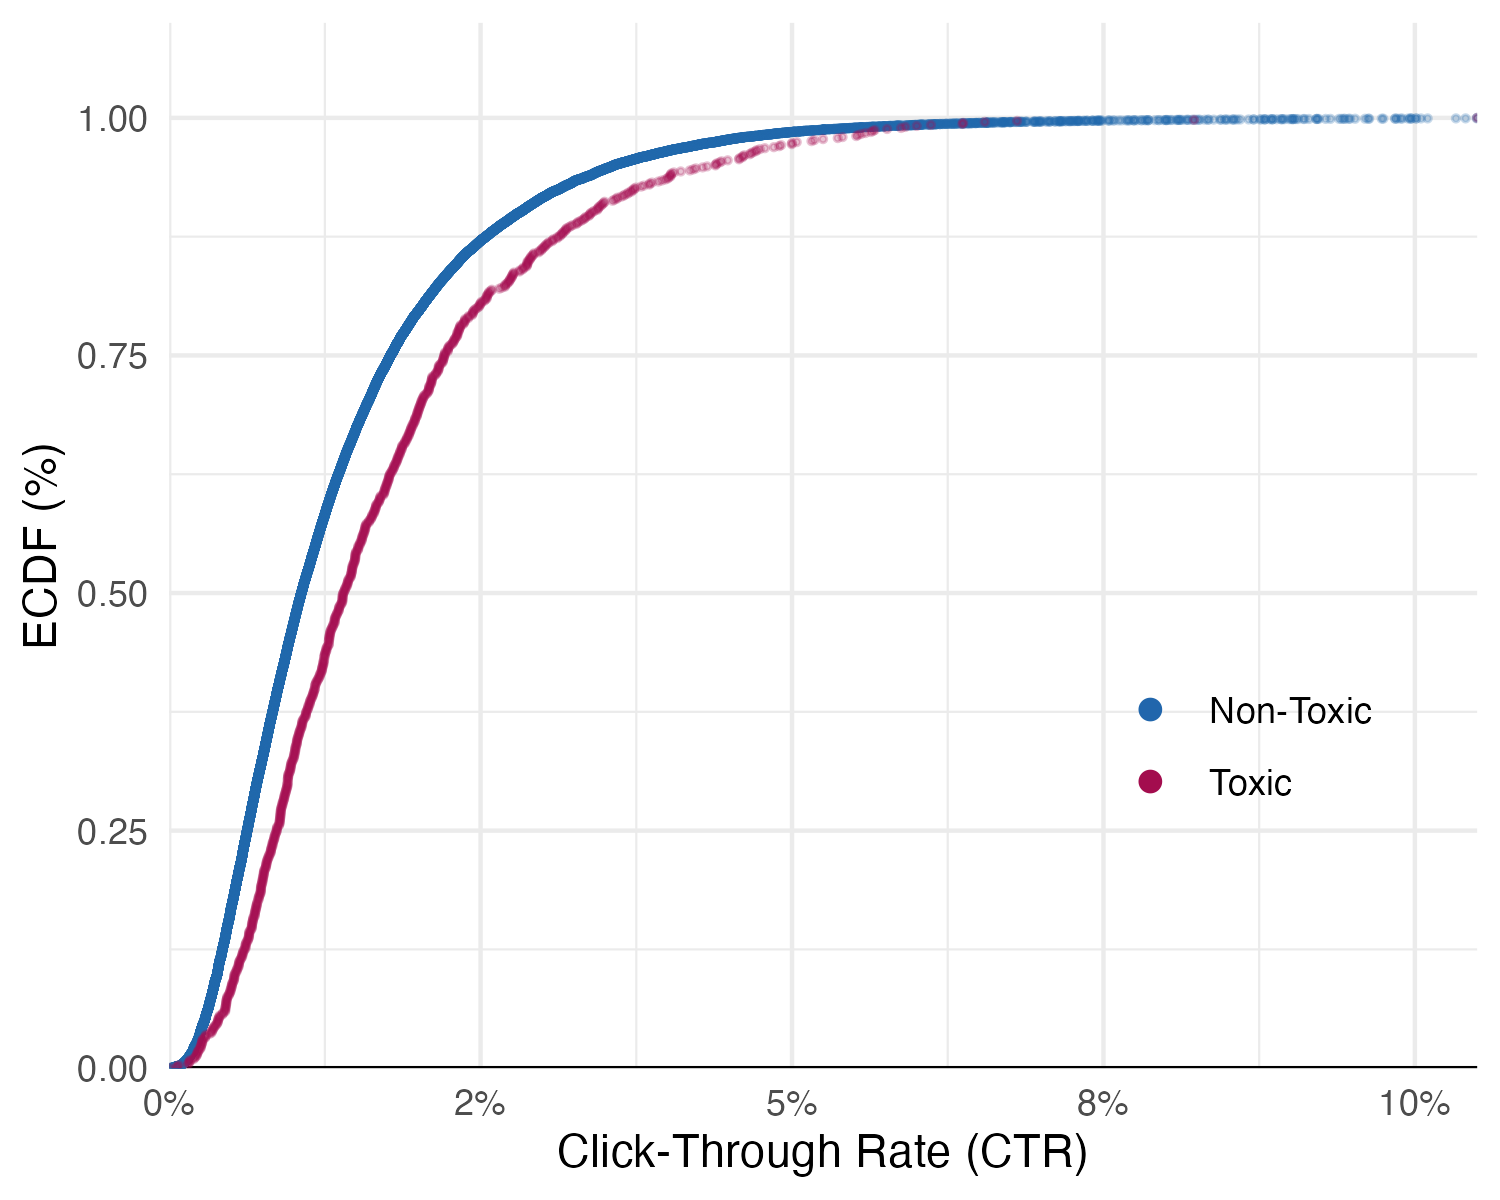 1.00
0.75
0.50
0.25
0.00
ECDF (%)
Non-Toxic
Toxic
0% 2% 5% 8% 10%
Click-Through Rate (CTR)